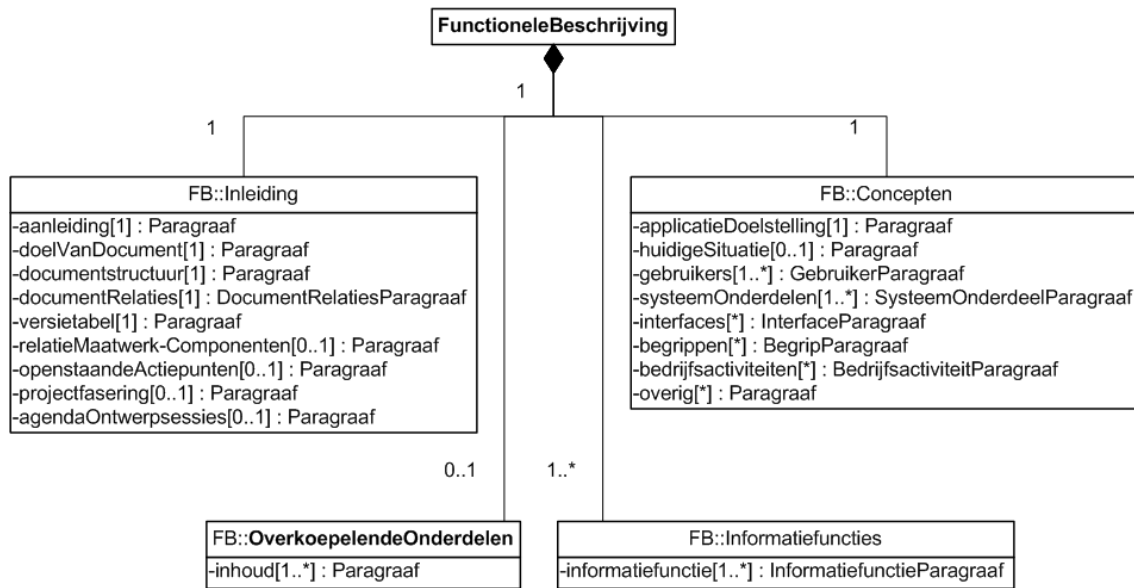 FunctioneleBeschrijving
1
1
1
FB::Inleiding
-aanleiding[1] : Paragraaf
-doelVanDocument[1] : Paragraaf
-documentstructuur[1] : Paragraaf
-documentRelaties[1] : DocumentRelatiesParagraaf
-versietabel[1] : Paragraaf
-relatieMaatwerk-Componenten[0..1] : Paragraaf
-openstaandeActiepunten[0..1] : Paragraaf
-projectfasering[0..1] : Paragraaf
-agendaOntwerpsessies[0..1] : Paragraaf
FB::Concepten
-applicatieDoelstelling[1] : Paragraaf
-huidigeSituatie[0..1] : Paragraaf
-gebruikers[1..*] : GebruikerParagraaf
-systeemOnderdelen[1..*] : SysteemOnderdeelParagraaf
-interfaces[*] : InterfaceParagraaf
-begrippen[*] : BegripParagraaf
-bedrijfsactiviteiten[*] : BedrijfsactiviteitParagraaf
-overig[*] : Paragraaf
0..1
1..*
FB::OverkoepelendeOnderdelen
-inhoud[1..*] : Paragraaf
FB::Informatiefuncties
-informatiefunctie[1..*] : InformatiefunctieParagraaf